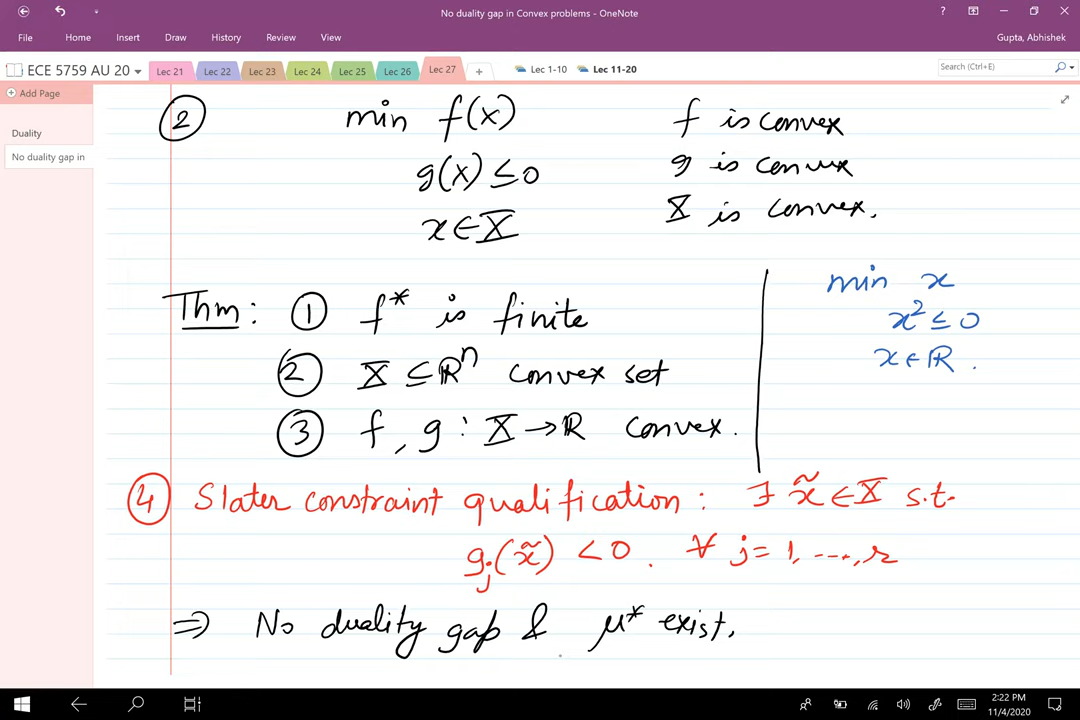 No duality gap in Convex problems - OneNote
?
File Home Insert Draw History Review View
Gupta, Abhishek
ECE 5759 AU 20
Lec 21 Lec 22 Lec 23 Lec 24 Lec 25 Lec 26 Lec 27 + Lec 1-10 Lec 11-20
Search (Ctrl+E)
Add Page
Duality
No duality gap in
② min f(x) f is convex
g(x) ≤ 0 g is convex
x ∈ X X is convex.
Thm: ① f* is finite
② X ⊆ ℝⁿ convex set
③ f, g : X → ℝ convex.
min x
x² ≤ 0
x ∈ ℝ.
④ Slater constraint qualification : ∃ x̃ ∈ X s.t.
gⱼ(x̃) < 0. ∀ j = 1, ..., r
⇒ No duality gap & μ* exist.
2:22 PM
11/4/2020